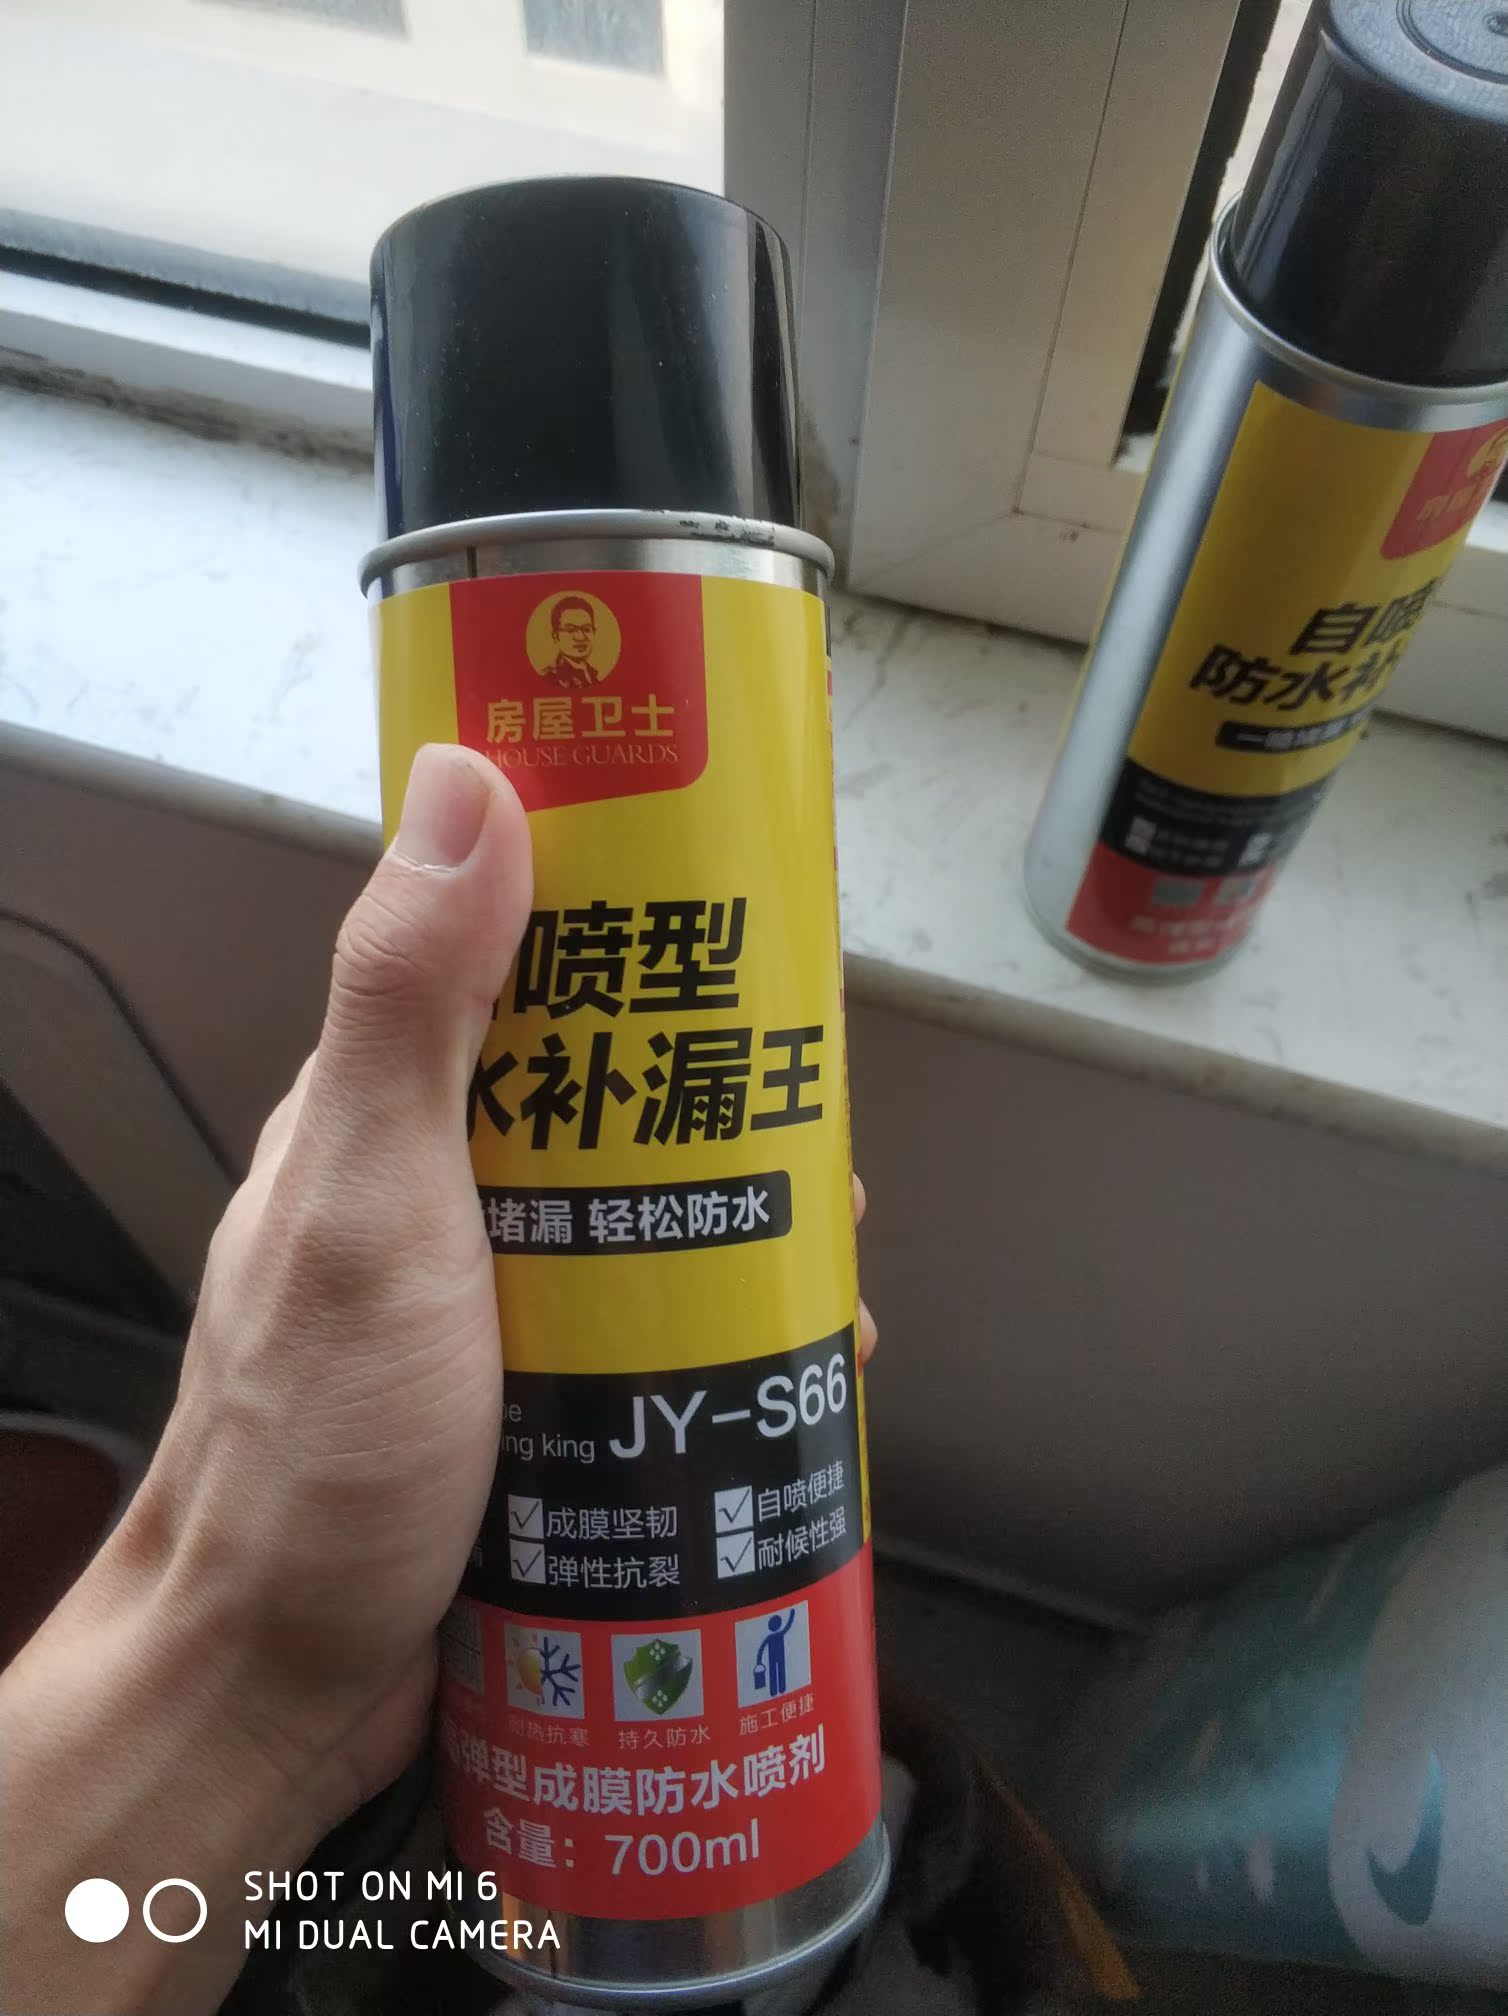 房屋卫士
HOUSE GUARDS
喷型
水补漏王
堵漏 轻松防水
ing king JY-S66
成膜坚韧 自喷便捷
弹性抗裂 耐候性强
耐热抗寒 持久防水 施工便捷
弹型成膜防水喷剂
含量：700ml
自喷
防水补
SHOT ON MI 6
MI DUAL CAMERA